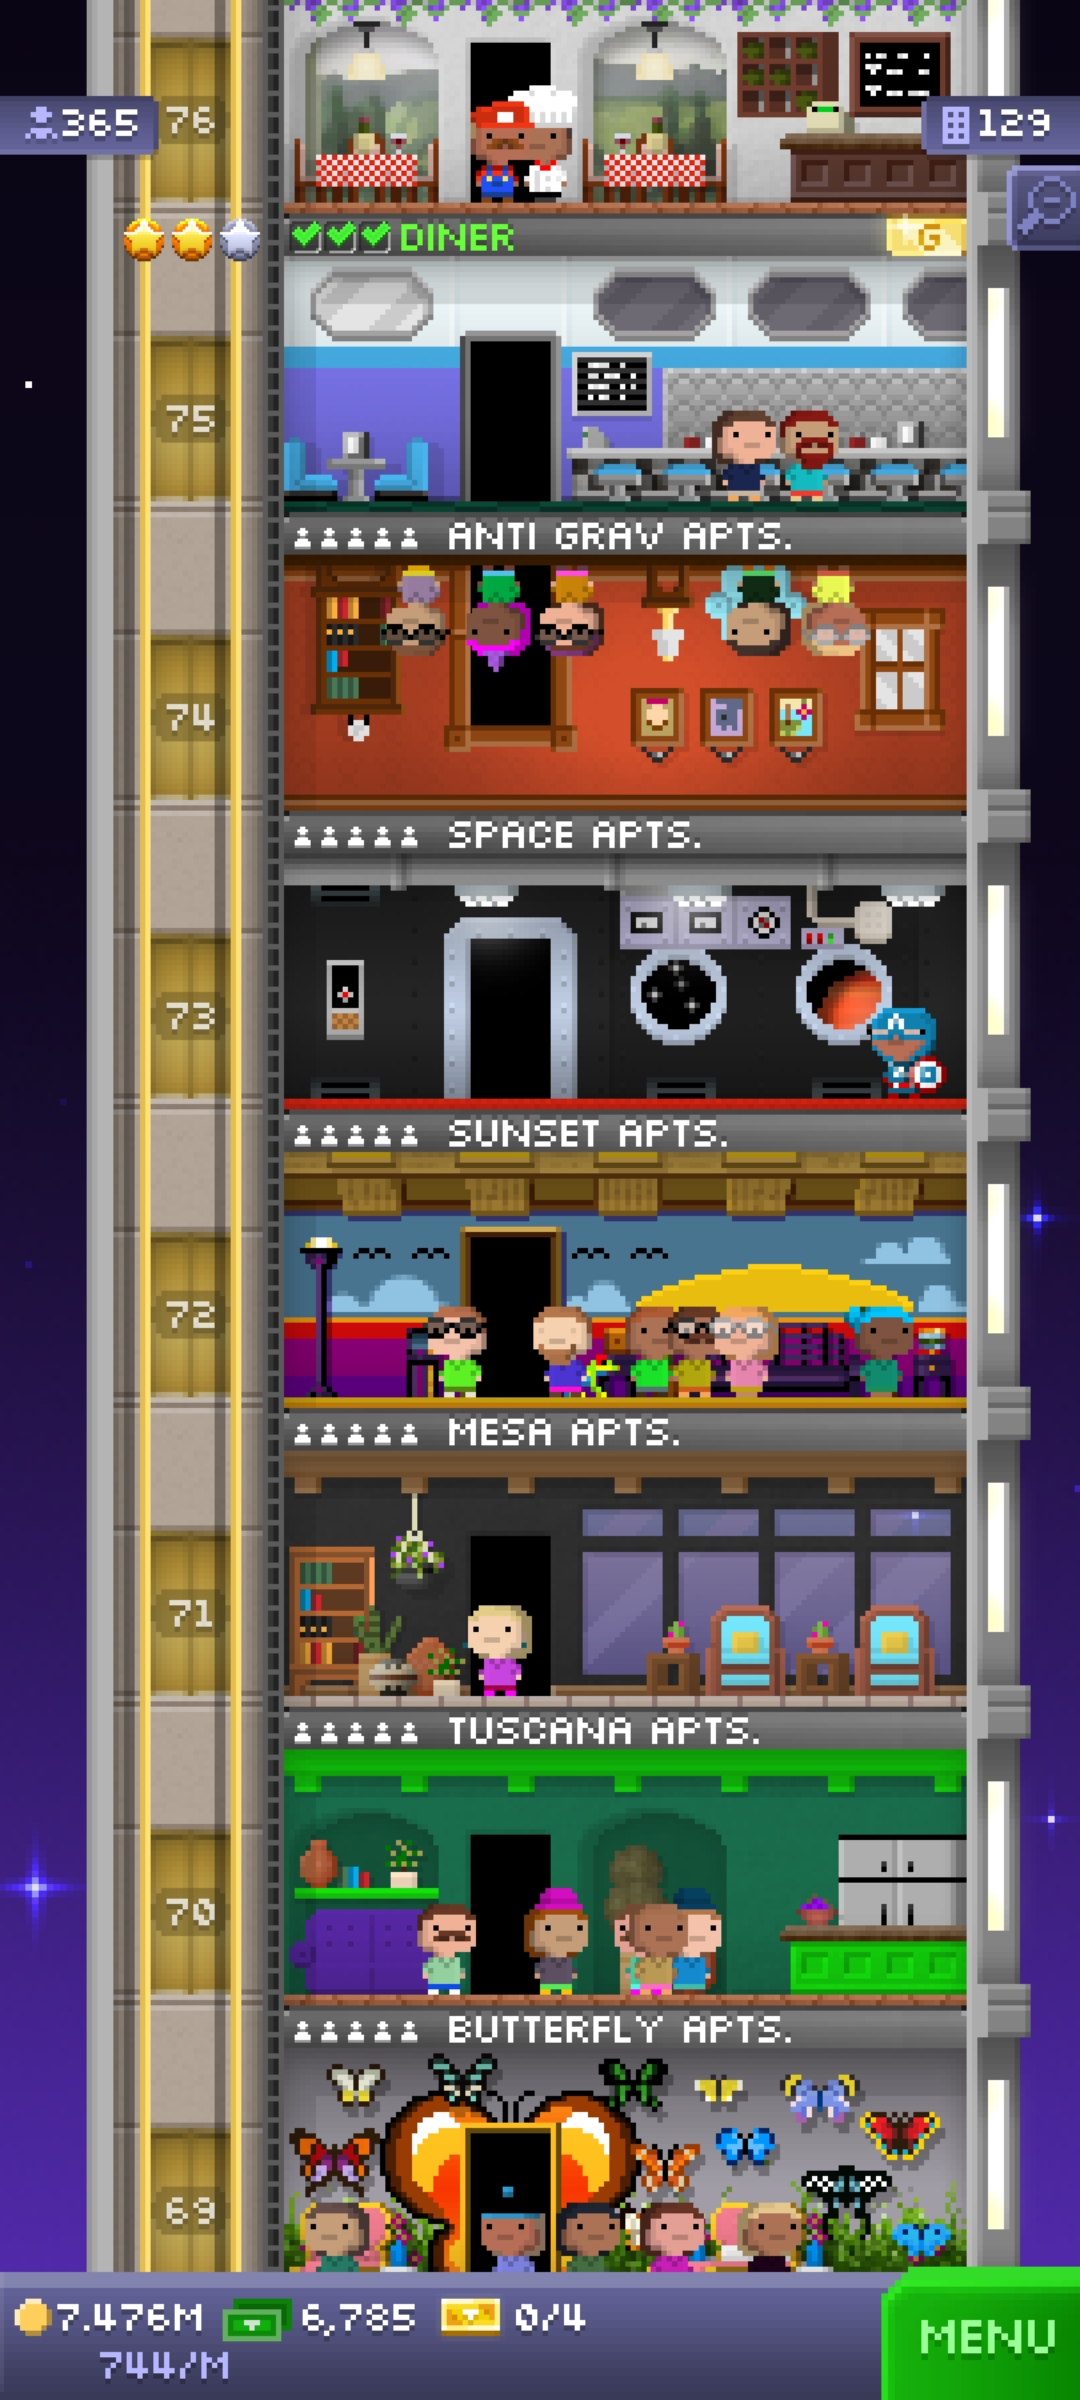 76
365
129
DINER
G
75
ANTI GRAV APTS.
74
SPACE APTS.
73
SUNSET APTS.
72
MESA APTS.
71
TUSCANA APTS.
70
BUTTERFLY APTS.
69
7.476M 6,785 0/4
744/M
MENU